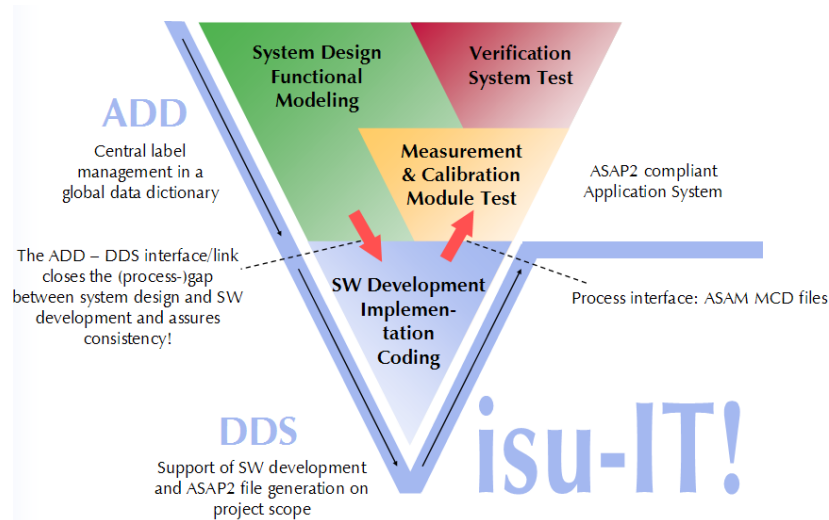 System Design
Functional
Modeling
Verification
System Test
ADD
Central label
management in a
global data dictionary
Measurement
& Calibration
Module Test
ASAP2 compliant
Application System
The ADD – DDS interface/link
closes the (process-)gap
between system design and SW
development and assures
consistency!
SW Development
Implemen-
tation
Coding
Process interface: ASAM MCD files
DDS
Support of SW development
and ASAP2 file generation on
project scope
isu-IT!